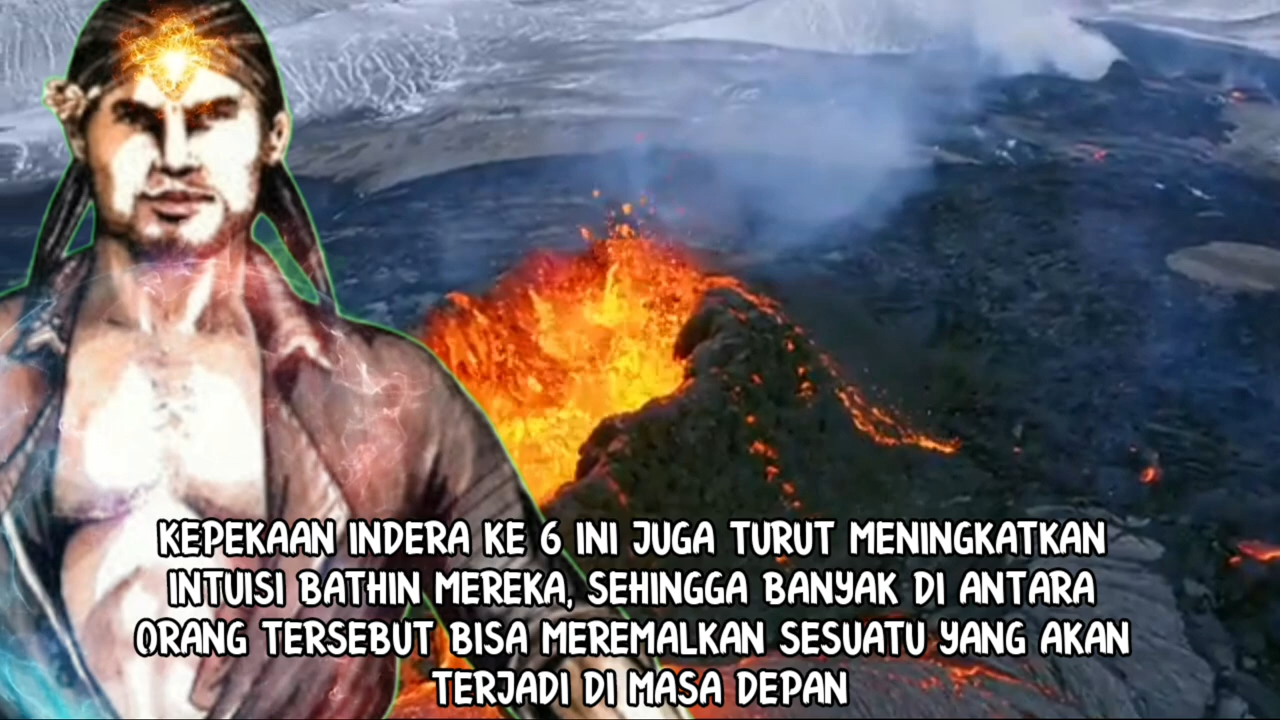 KEPEKAAN INDERA KE 6 INI JUGA TURUT MENINGKATKAN
INTUISI BATHIN MEREKA, SEHINGGA BANYAK DI ANTARA
ORANG TERSEBUT BISA MEREMALKAN SESUATU YANG AKAN
TERJADI DI MASA DEPAN